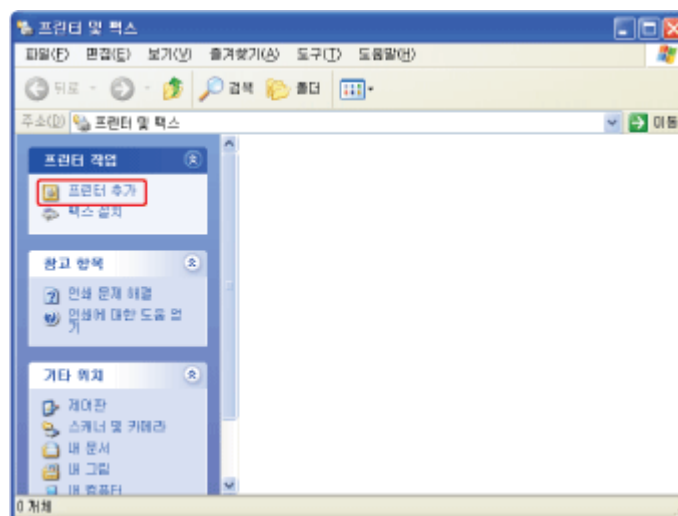 프린터 및 팩스
파일(F) 편집(E) 보기(V) 즐겨찾기(A) 도구(T) 도움말(H)
뒤로 검색 폴더
주소(D) 프린터 및 팩스 이동
프린터 작업
프린터 추가
팩스 설치
참고 항목
인쇄 문제 해결
인쇄에 대한 도움 얻
기
기타 위치
제어판
스캐너 및 카메라
내 문서
내 그림
내 컴퓨터
0 개체